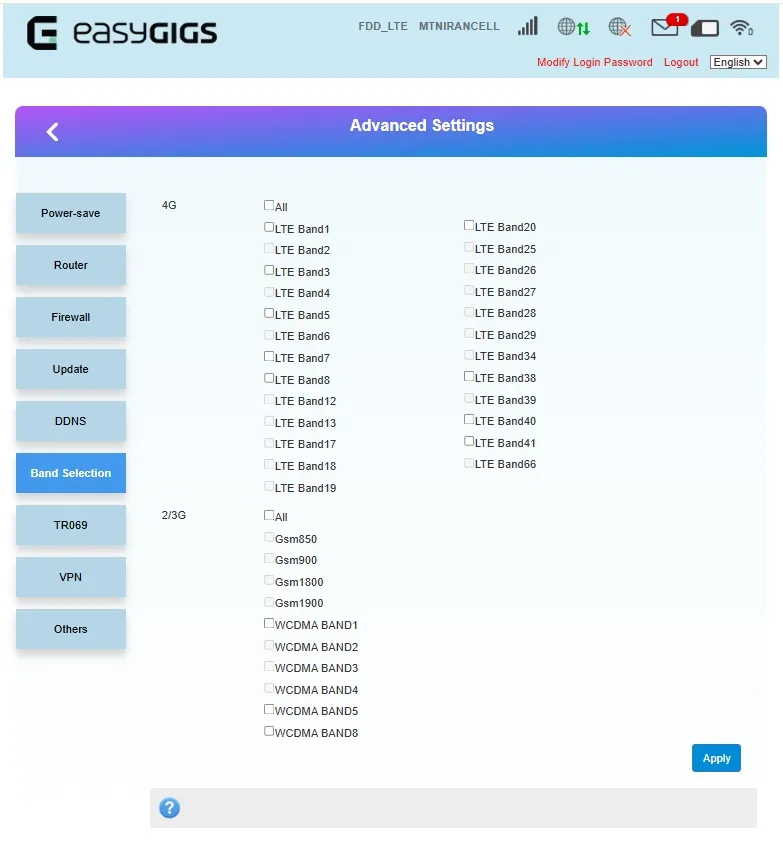 easyGIGS
FDD_LTE MTNIRANCELL
1
0
Modify Login Password Logout English
Advanced Settings
Power-save
Router
Firewall
Update
DDNS
Band Selection
TR069
VPN
Others
4G
All
LTE Band1
LTE Band2
LTE Band3
LTE Band4
LTE Band5
LTE Band6
LTE Band7
LTE Band8
LTE Band12
LTE Band13
LTE Band17
LTE Band18
LTE Band19
LTE Band20
LTE Band25
LTE Band26
LTE Band27
LTE Band28
LTE Band29
LTE Band34
LTE Band38
LTE Band39
LTE Band40
LTE Band41
LTE Band66
2/3G
All
Gsm850
Gsm900
Gsm1800
Gsm1900
WCDMA BAND1
WCDMA BAND2
WCDMA BAND3
WCDMA BAND4
WCDMA BAND5
WCDMA BAND8
Apply
?